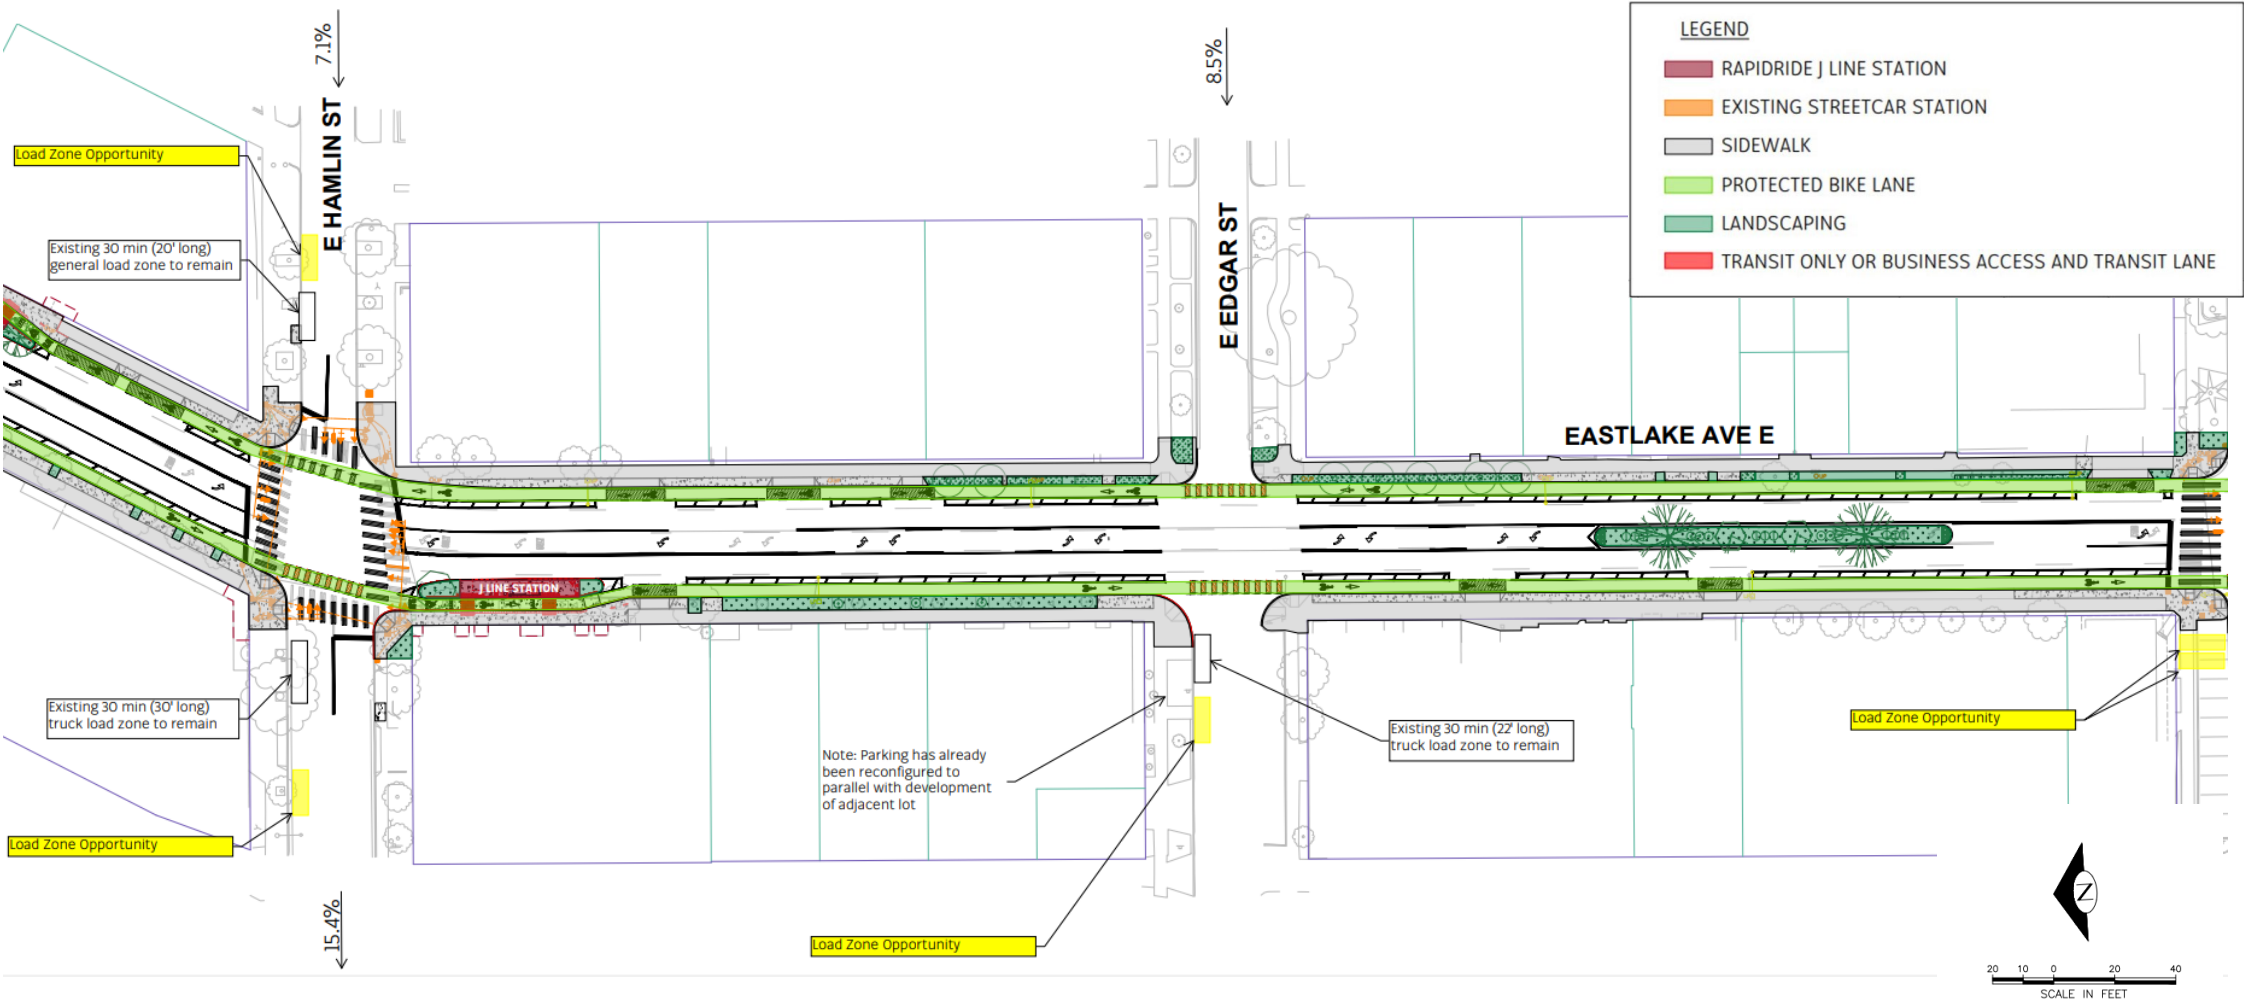 LEGEND
RAPIDRIDE J LINE STATION
EXISTING STREETCAR STATION
SIDEWALK
PROTECTED BIKE LANE
LANDSCAPING
TRANSIT ONLY OR BUSINESS ACCESS AND TRANSIT LANE
7.1%
E HAMLIN ST
8.5%
E EDGAR ST
Load Zone Opportunity
Existing 30 min (20' long)
general load zone to remain
EASTLAKE AVE E
J LINE STATION
Existing 30 min (30' long)
truck load zone to remain
Load Zone Opportunity
15.4%
Note: Parking has already
been reconfigured to
parallel with development
of adjacent lot
Existing 30 min (22' long)
truck load zone to remain
Load Zone Opportunity
Load Zone Opportunity
N
20 10 0 20 40
SCALE IN FEET